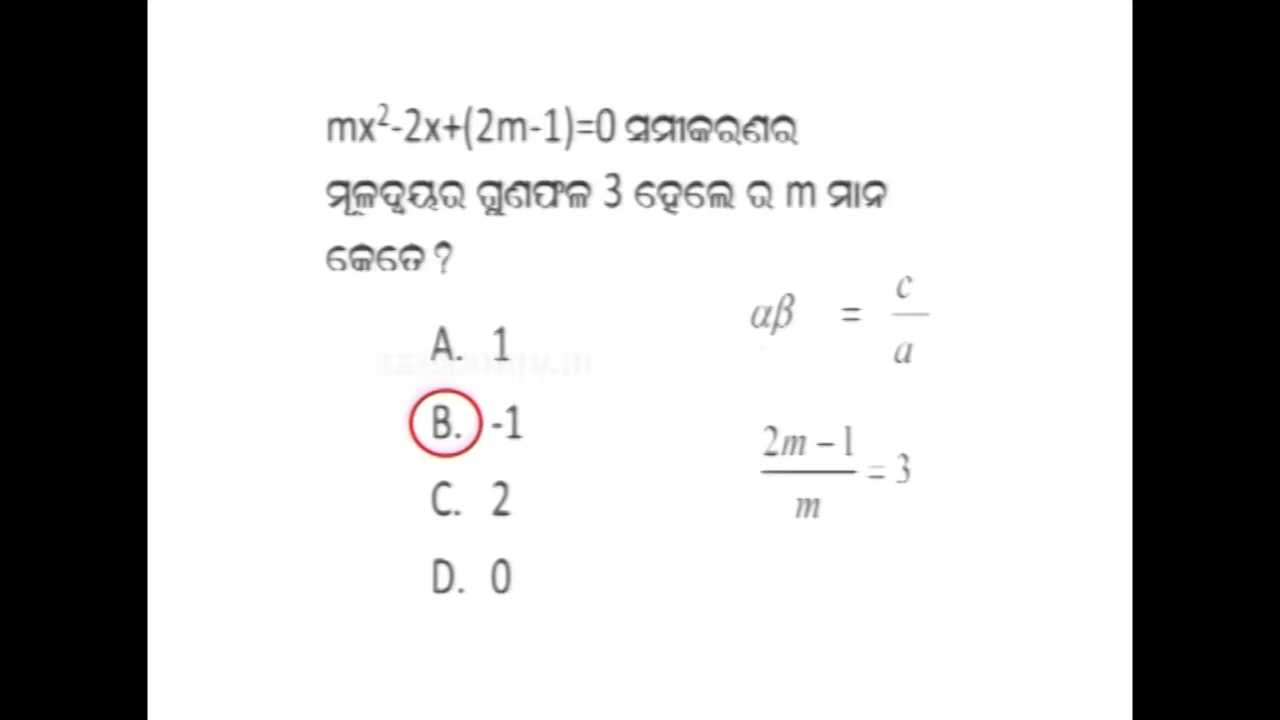 mx²-2x+(2m-1)=0 ସମୀକରଣର
ମୂଳଦ୍ୱୟର ଗୁଣଫଳ 3 ହେଲେ ର m ମାନ
କେତେ ?
A. 1
B. -1
C. 2
D. 0
αβ = c/a
(2m – 1)/m = 3